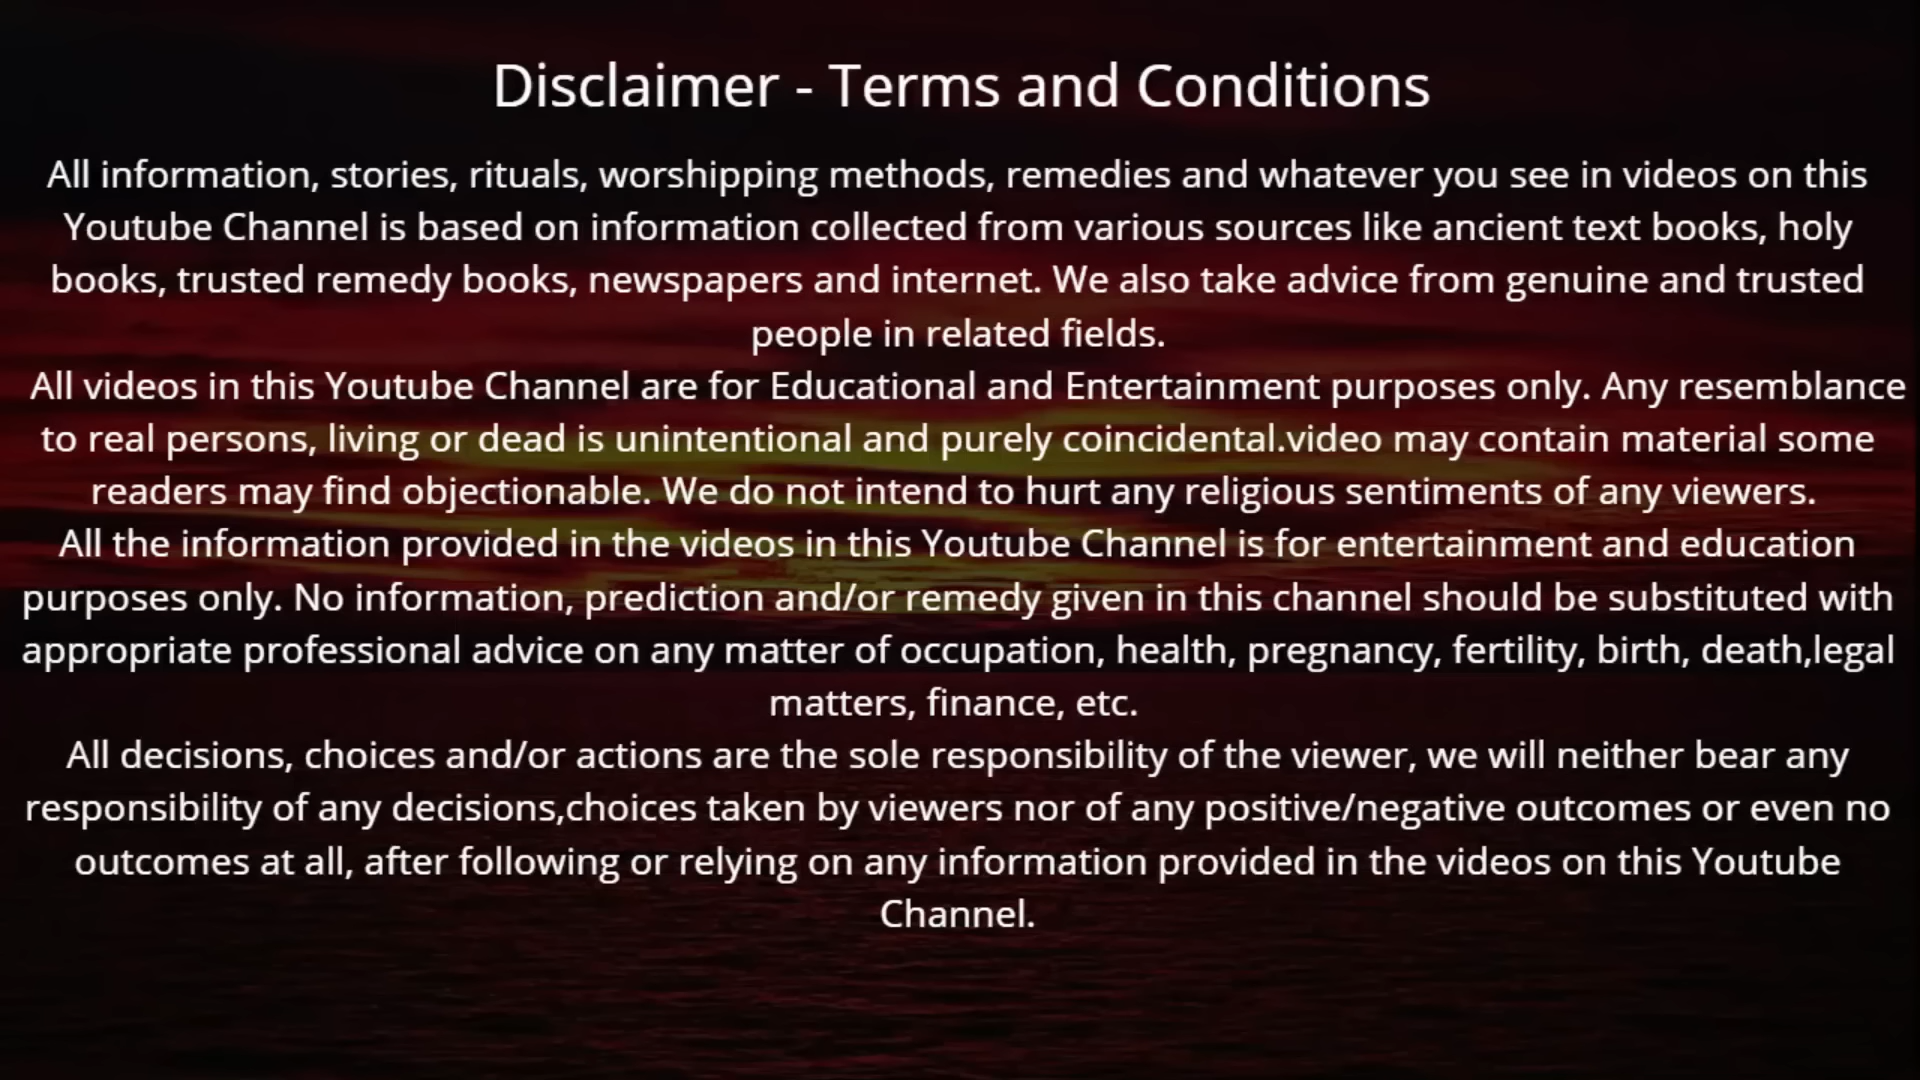 Disclaimer - Terms and Conditions
All information, stories, rituals, worshipping methods, remedies and whatever you see in videos on this
Youtube Channel is based on information collected from various sources like ancient text books, holy
books, trusted remedy books, newspapers and internet. We also take advice from genuine and trusted
people in related fields.
All videos in this Youtube Channel are for Educational and Entertainment purposes only. Any resemblance
to real persons, living or dead is unintentional and purely coincidental.video may contain material some
readers may find objectionable. We do not intend to hurt any religious sentiments of any viewers.
All the information provided in the videos in this Youtube Channel is for entertainment and education
purposes only. No information, prediction and/or remedy given in this channel should be substituted with
appropriate professional advice on any matter of occupation, health, pregnancy, fertility, birth, death,legal
matters, finance, etc.
All decisions, choices and/or actions are the sole responsibility of the viewer, we will neither bear any
responsibility of any decisions,choices taken by viewers nor of any positive/negative outcomes or even no
outcomes at all, after following or relying on any information provided in the videos on this Youtube
Channel.